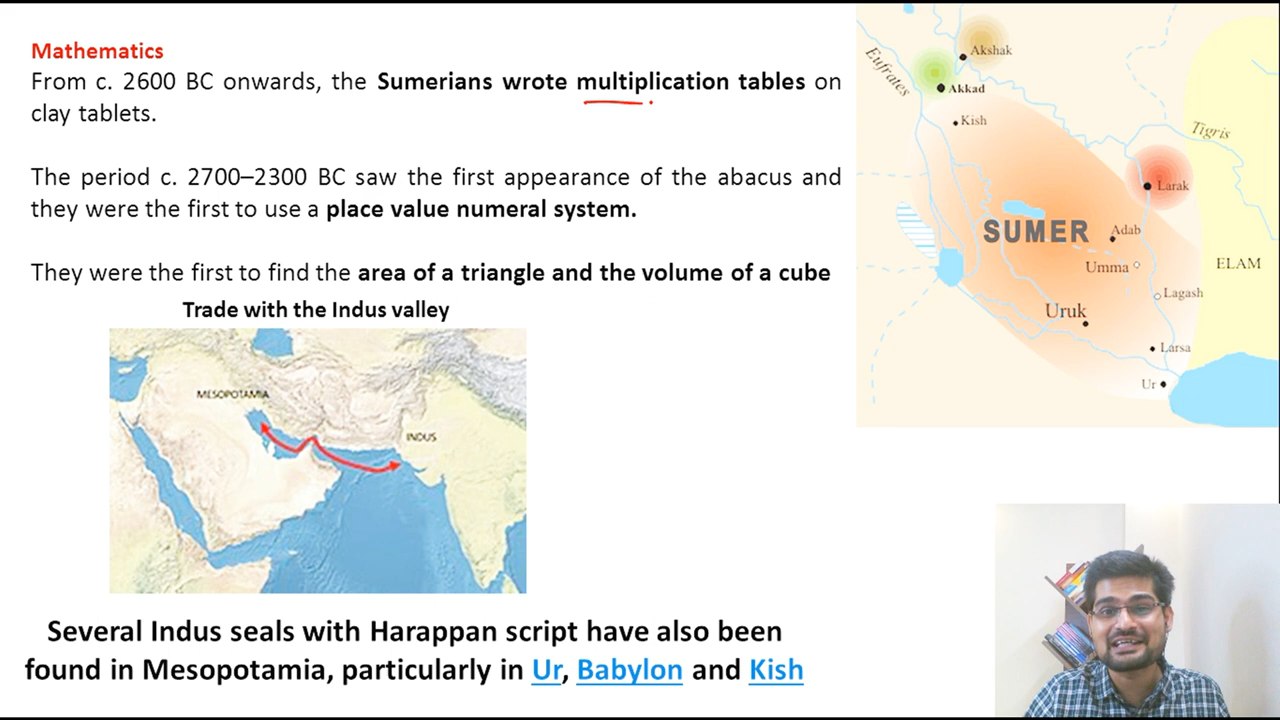 Mathematics
From c. 2600 BC onwards, the Sumerians wrote multiplication tables on
clay tablets.
The period c. 2700–2300 BC saw the first appearance of the abacus and
they were the first to use a place value numeral system.
They were the first to find the area of a triangle and the volume of a cube
Trade with the Indus valley
MESOPOTAMIA
INDUS
Several Indus seals with Harappan script have also been
found in Mesopotamia, particularly in Ur, Babylon and Kish
Eufrates
Akshak
Akkad
Kish
Tigris
Larak
SUMER
Adab
Umma
ELAM
Lagash
Uruk
Larsa
Ur